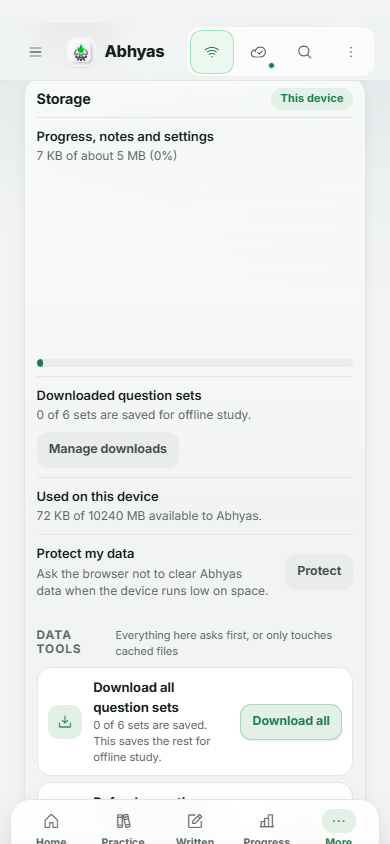 Abhyas
Storage
This device
Progress, notes and settings
7 KB of about 5 MB (0%)
Downloaded question sets
0 of 6 sets are saved for offline study.
Manage downloads
Used on this device
72 KB of 10240 MB available to Abhyas.
Protect my data
Ask the browser not to clear Abhyas
data when the device runs low on space.
Protect
DATA
TOOLS
Everything here asks first, or only touches
cached files
Download all
question sets
0 of 6 sets are saved.
This saves the rest for
offline study.
Download all
Home
Practice
Written
Progress
More